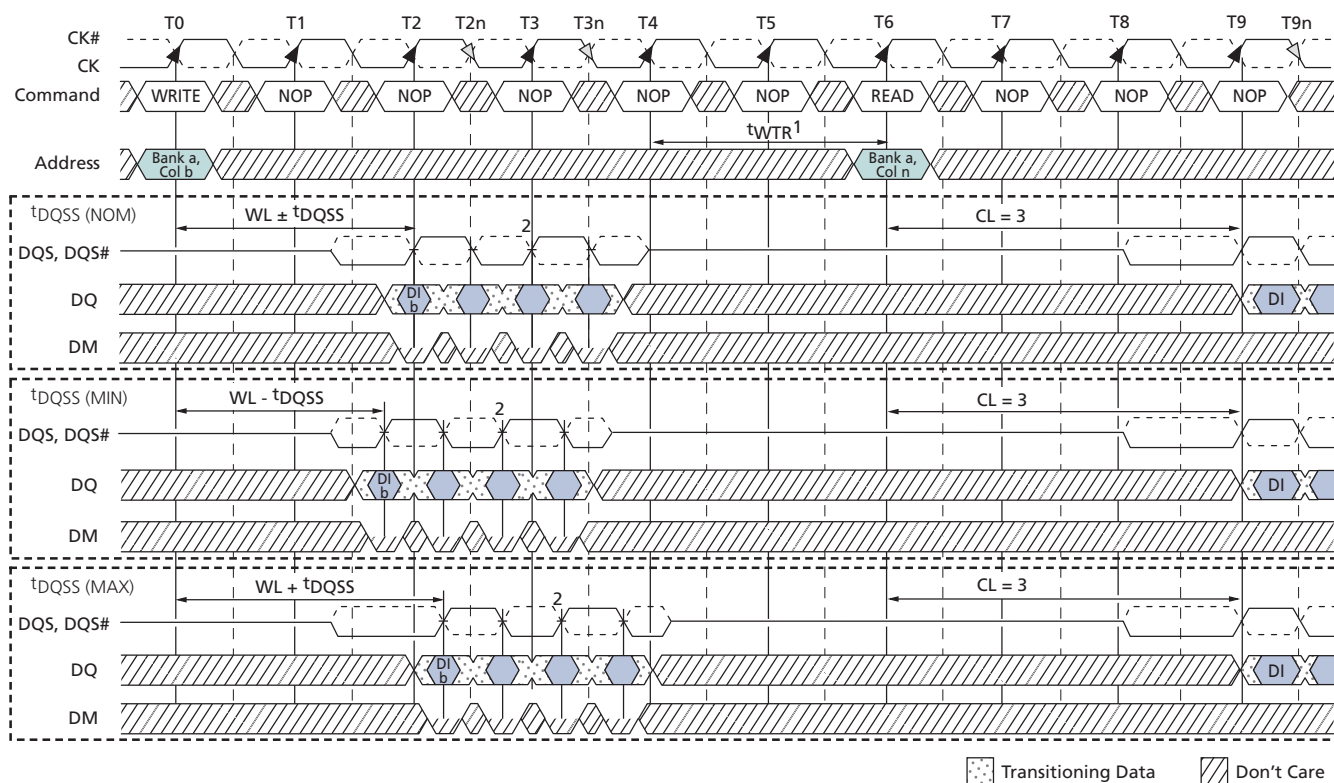 T0 T1 T2 T2n T3 T3n T4 T5 T6 T7 T8 T9 T9n
CK#
CK
Command WRITE NOP NOP NOP NOP NOP READ NOP NOP NOP
tWTR1
Address Bank a, Col b Bank a, Col n
tDQSS (NOM) WL ± tDQSS CL = 3
2
DQS, DQS#
DQ DI b DI
DM
tDQSS (MIN) WL - tDQSS CL = 3
2
DQS, DQS#
DQ DI b DI
DM
tDQSS (MAX) WL + tDQSS CL = 3
2
DQS, DQS#
DQ DI b DI
DM
Transitioning Data Don't Care